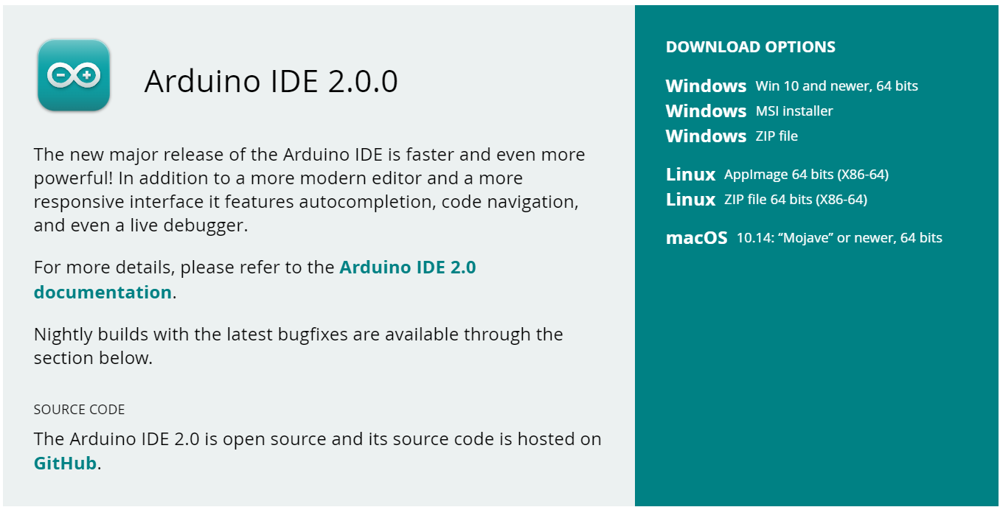 Arduino IDE 2.0.0
The new major release of the Arduino IDE is faster and even more
powerful! In addition to a more modern editor and a more
responsive interface it features autocompletion, code navigation,
and even a live debugger.
For more details, please refer to the Arduino IDE 2.0
documentation.
Nightly builds with the latest bugfixes are available through the
section below.
SOURCE CODE
The Arduino IDE 2.0 is open source and its source code is hosted on
GitHub.
DOWNLOAD OPTIONS
Windows Win 10 and newer, 64 bits
Windows MSI installer
Windows ZIP file
Linux AppImage 64 bits (X86-64)
Linux ZIP file 64 bits (X86-64)
macOS 10.14: “Mojave” or newer, 64 bits